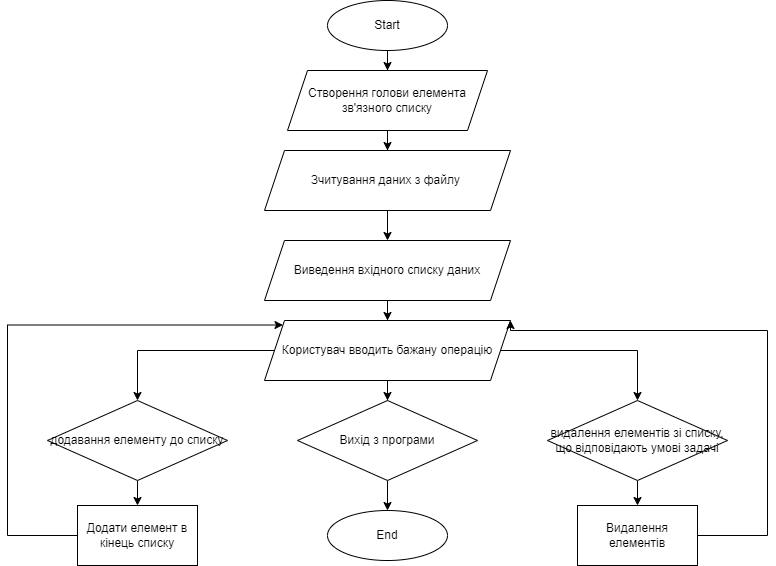 Start
Створення голови елемента
зв'язного списку
Зчитування даних з файлу
Виведення вхідного списку даних
Користувач вводить бажану операцію
додавання елементу до списку
Вихід з програми
видалення елементів зі списку,
що відповідають умові задачі
Додати елемент в
кінець списку
End
Видалення
елементів